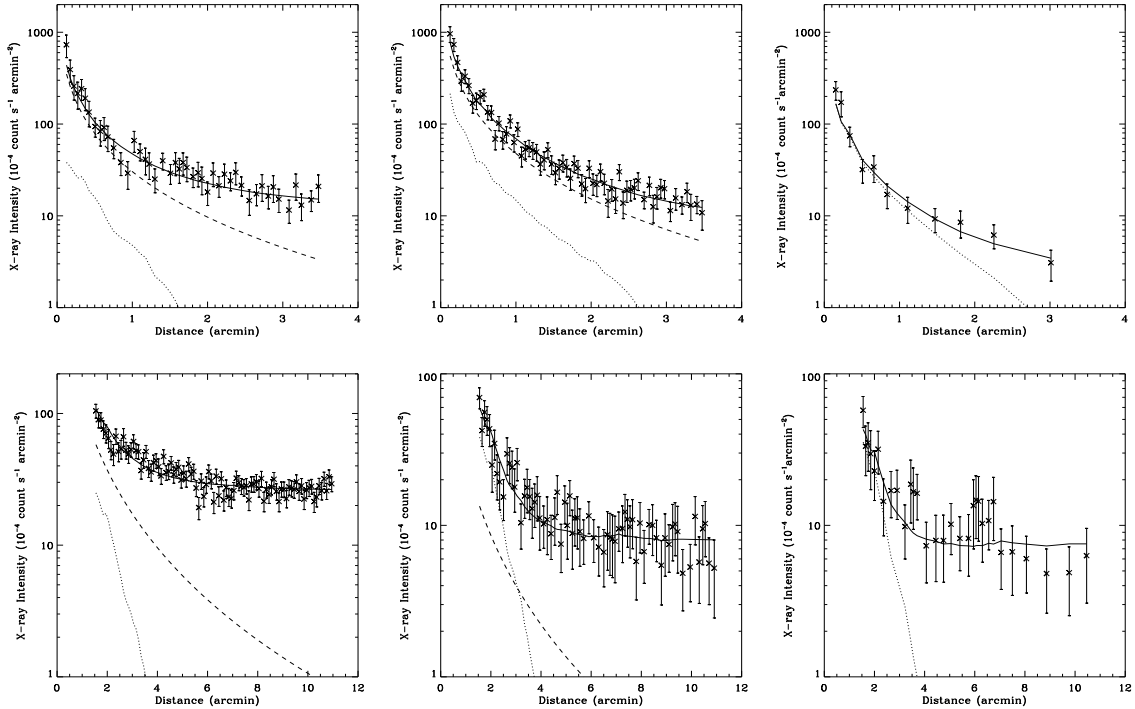 X-ray Intensity (10⁻⁴ count s⁻¹ arcmin⁻²)
1000
100
10
1
0 1 2 3 4
Distance (arcmin)
X-ray Intensity (10⁻⁴ count s⁻¹ arcmin⁻²)
1000
100
10
1
0 1 2 3 4
Distance (arcmin)
X-ray Intensity (10⁻⁴ count s⁻¹arcmin⁻²)
1000
100
10
1
0 1 2 3 4
Distance (arcmin)
X-ray Intensity (10⁻⁴ count s⁻¹ arcmin⁻²)
100
10
1
0 2 4 6 8 10 12
Distance (arcmin)
X-ray Intensity (10⁻⁴ count s⁻¹ arcmin⁻²)
100
10
1
0 2 4 6 8 10 12
Distance (arcmin)
X-ray Intensity (10⁻⁴ count s⁻¹arcmin⁻²)
100
10
1
0 2 4 6 8 10 12
Distance (arcmin)